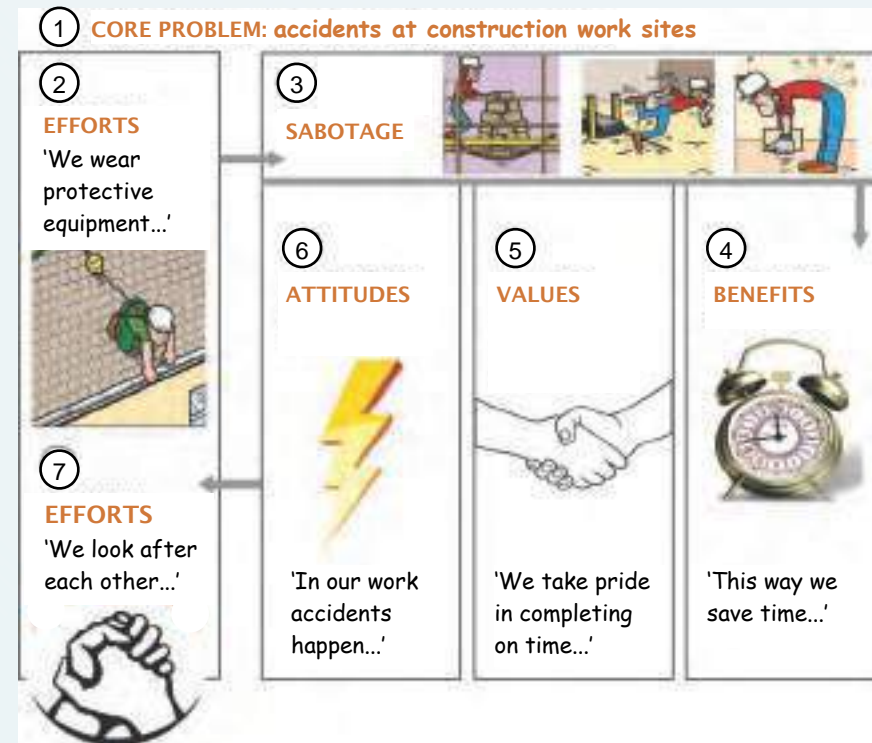 1 CORE PROBLEM: accidents at construction work sites
2
EFFORTS
‘We wear
protective
equipment...’
3
SABOTAGE
4
BENEFITS
‘This way we
save time...’
5
VALUES
‘We take pride
in completing
on time...’
6
ATTITUDES
‘In our work
accidents
happen...’
7
EFFORTS
‘We look after
each other...’